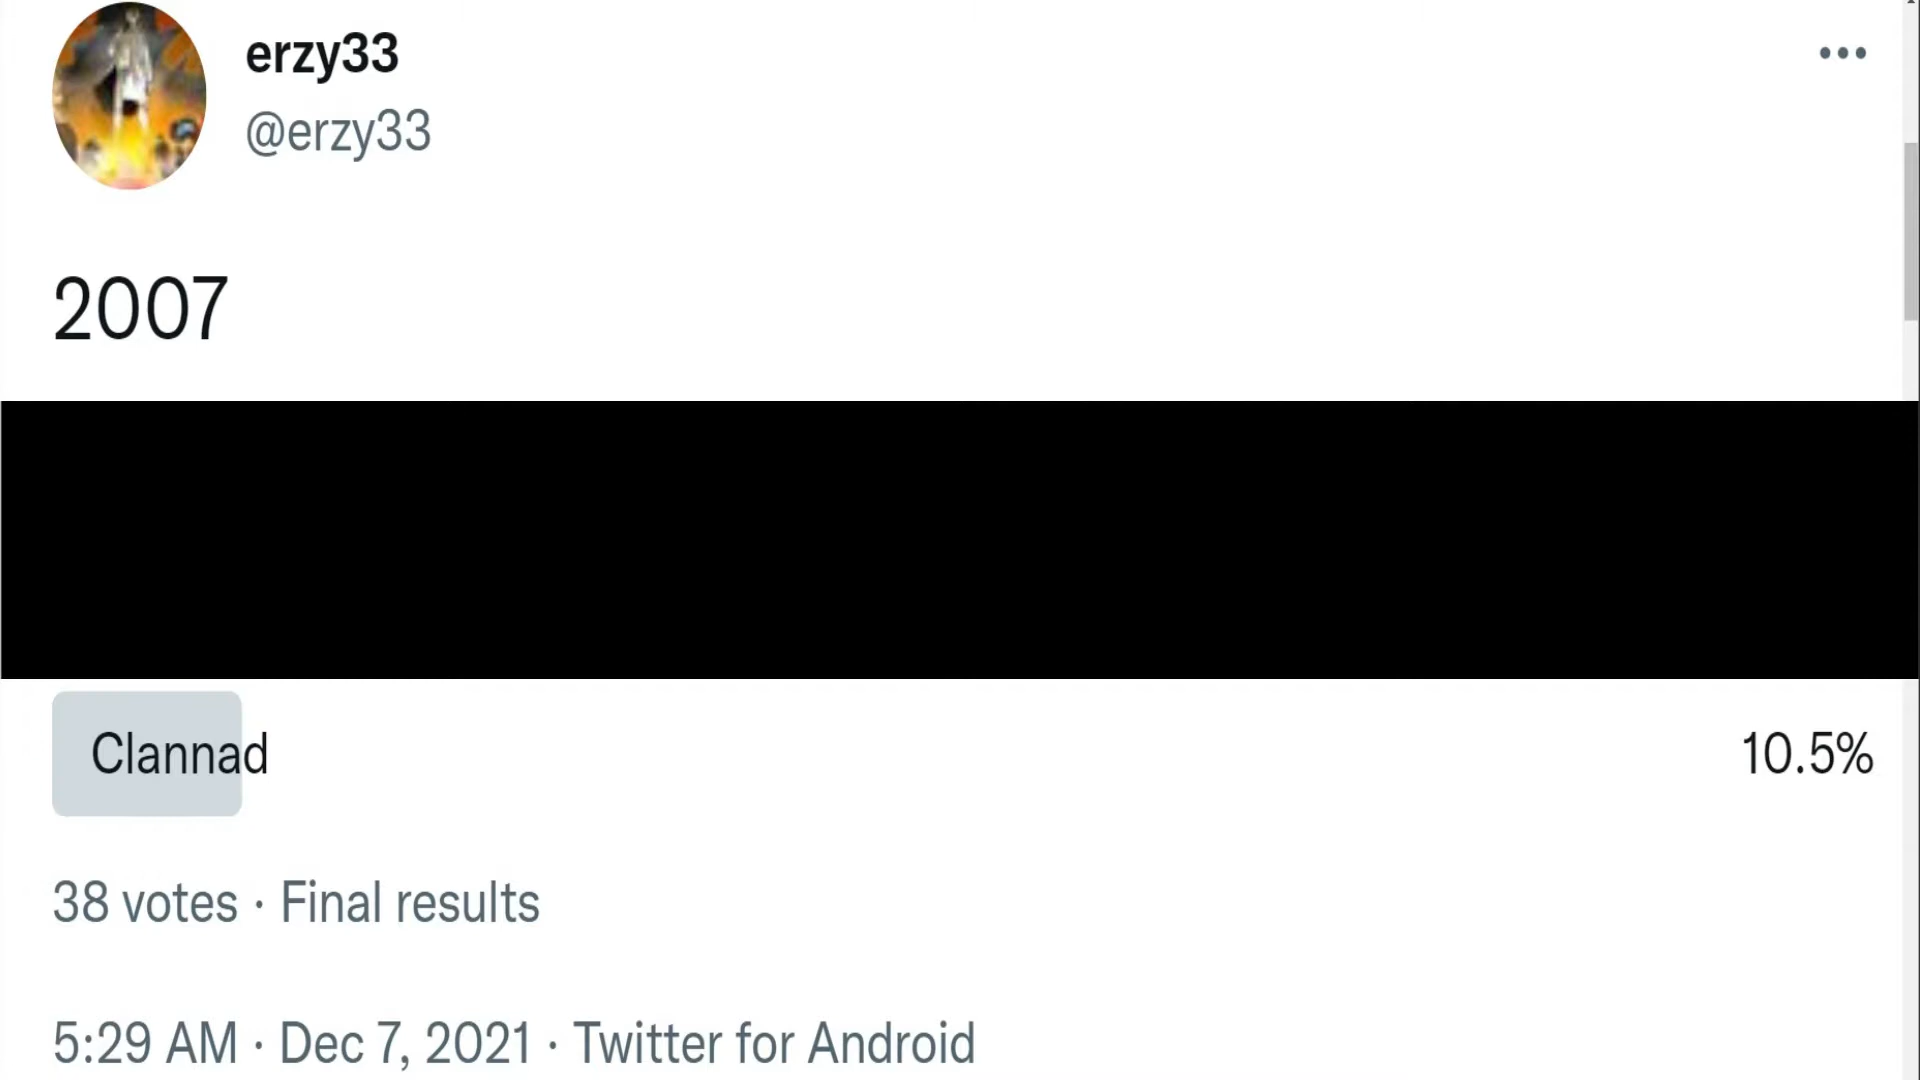 erzy33
@erzy33
2007
Clannad 10.5%
38 votes · Final results
5:29 AM · Dec 7, 2021 · Twitter for Android